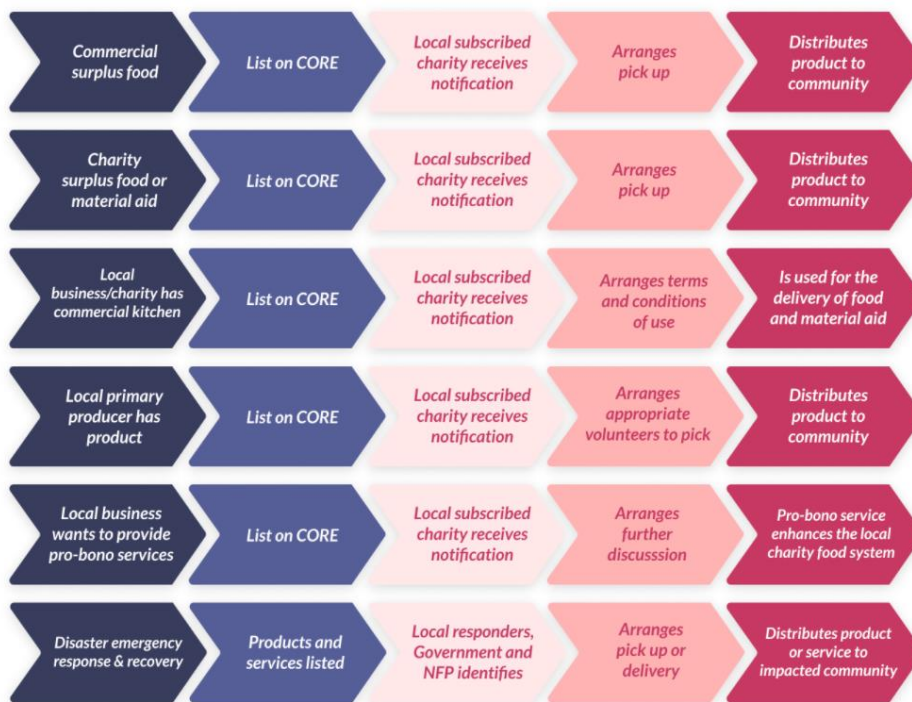 Commercial
surplus food
List on CORE
Local subscribed
charity receives
notification
Arranges
pick up
Distributes
product to
community
Charity
surplus food or
material aid
List on CORE
Local subscribed
charity receives
notification
Arranges
pick up
Distributes
product to
community
Local
business/charity has
commercial kitchen
List on CORE
Local subscribed
charity receives
notification
Arranges terms
and conditions
of use
Is used for the
delivery of food
and material aid
Local primary
producer has
product
List on CORE
Local subscribed
charity receives
notification
Arranges
appropriate
volunteers to pick
Distributes
product to
community
Local business
wants to provide
pro-bono services
List on CORE
Local subscribed
charity receives
notification
Arranges
further
discusssion
Pro-bono service
enhances the local
charity food system
Disaster emergency
response & recovery
Products and
services listed
Local responders,
Government and
NFP identifies
Arranges
pick up or
delivery
Distributes product
or service to
impacted community